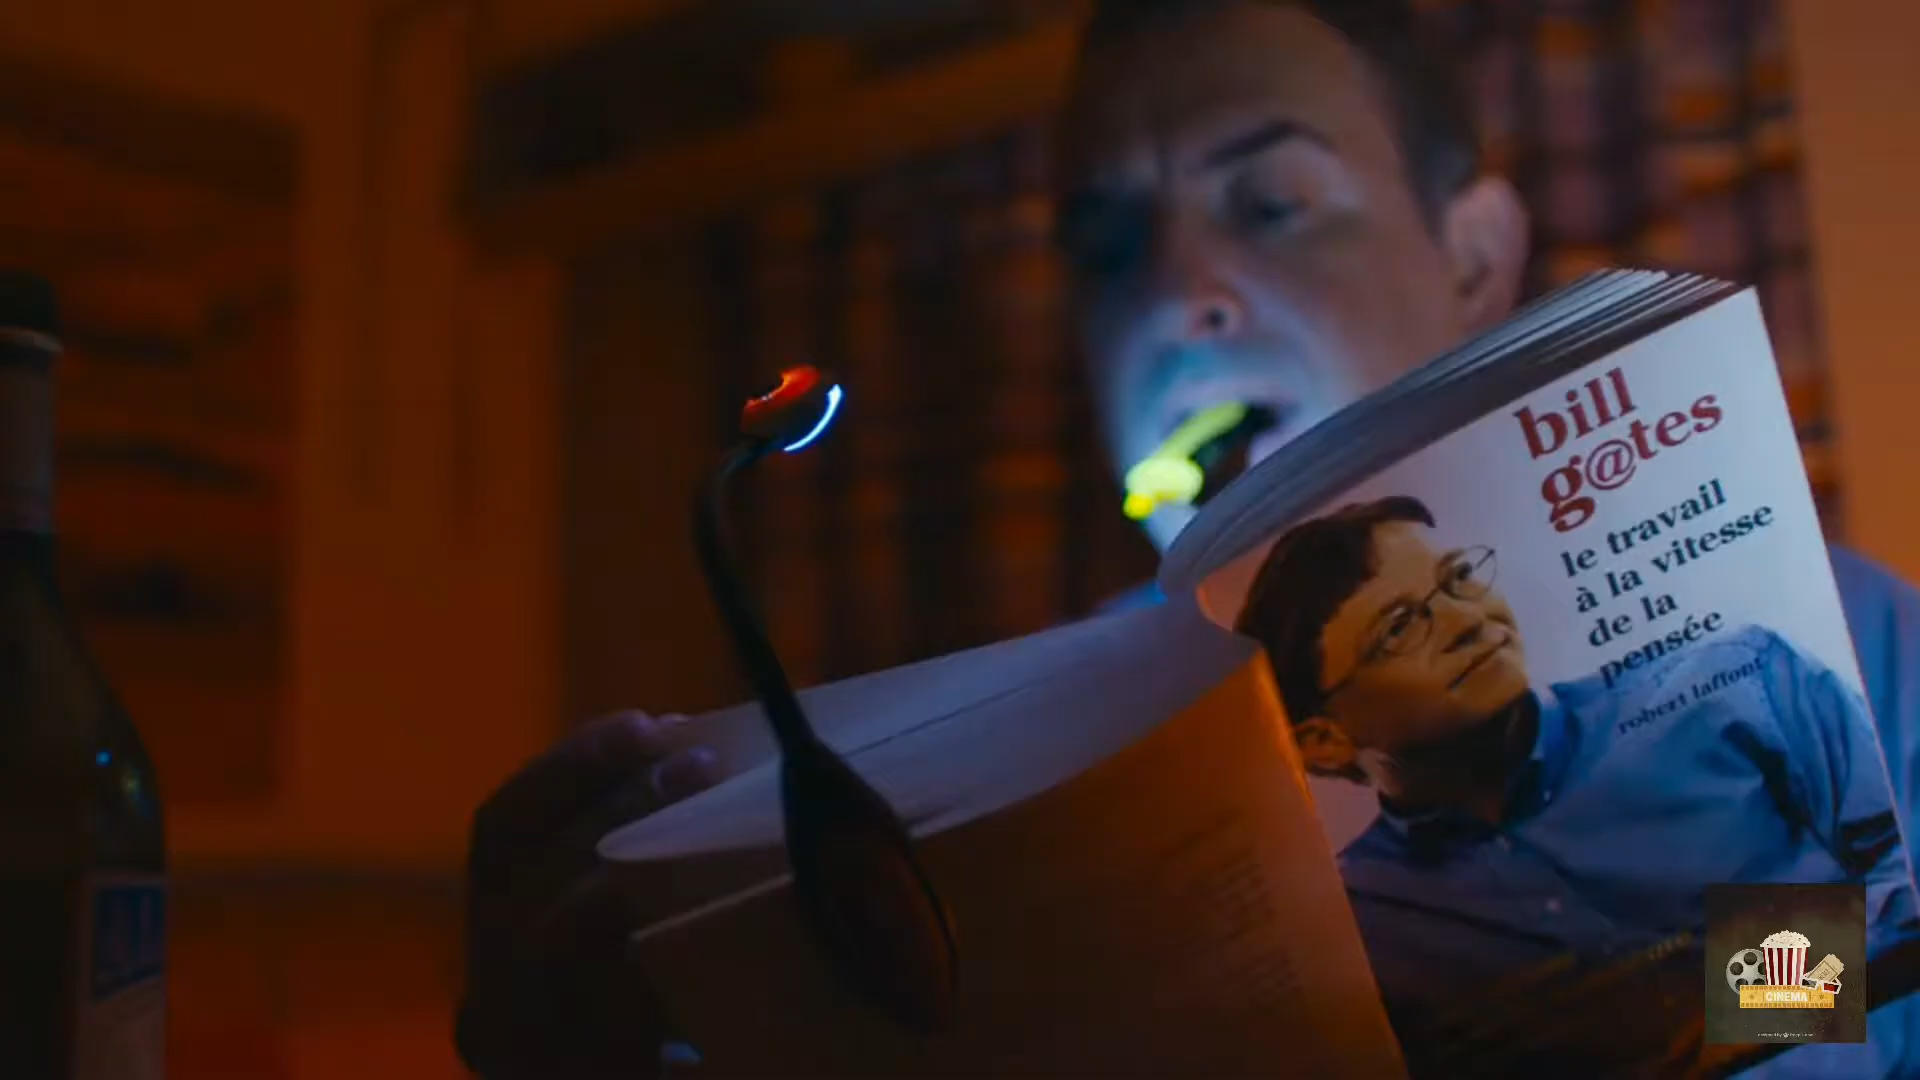 bill
g@tes
le travail
à la vitesse
de la
pensée
robert laffont
CINEMA